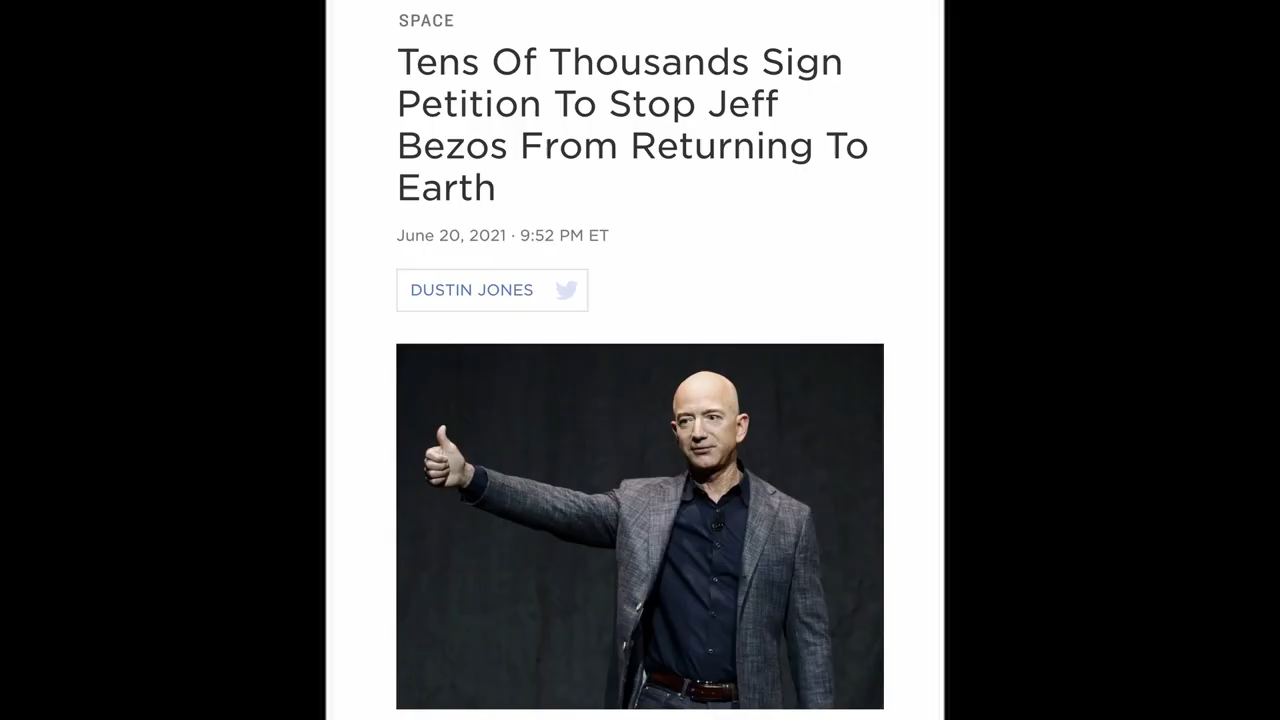 SPACE
Tens Of Thousands Sign
Petition To Stop Jeff
Bezos From Returning To
Earth
June 20, 2021 · 9:52 PM ET
DUSTIN JONES